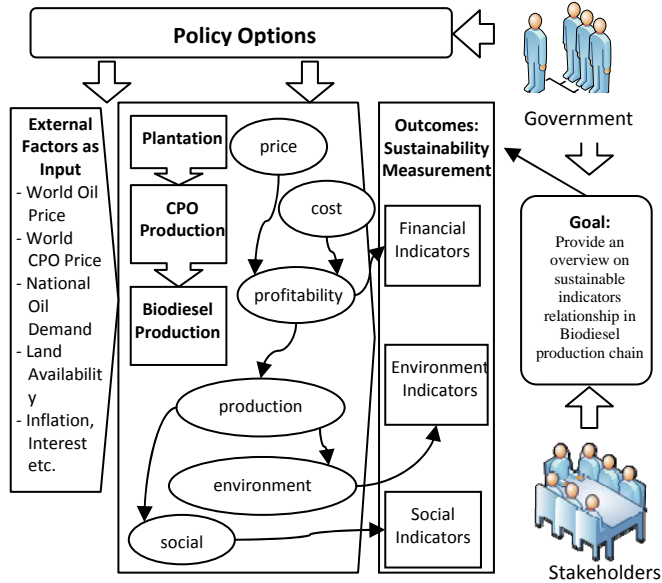 Policy Options
Government
External
Factors as
Input
- World Oil
Price
- World
CPO Price
- National
Oil
Demand
- Land
Availabilit
y
- Inflation,
Interest
etc.
Plantation
CPO
Production
Biodiesel
Production
price
cost
profitability
production
environment
social
Outcomes:
Sustainability
Measurement
Financial
Indicators
Environment
Indicators
Social
Indicators
Goal:
Provide an
overview on
sustainable
indicators
relationship in
Biodiesel
production chain
Stakeholders